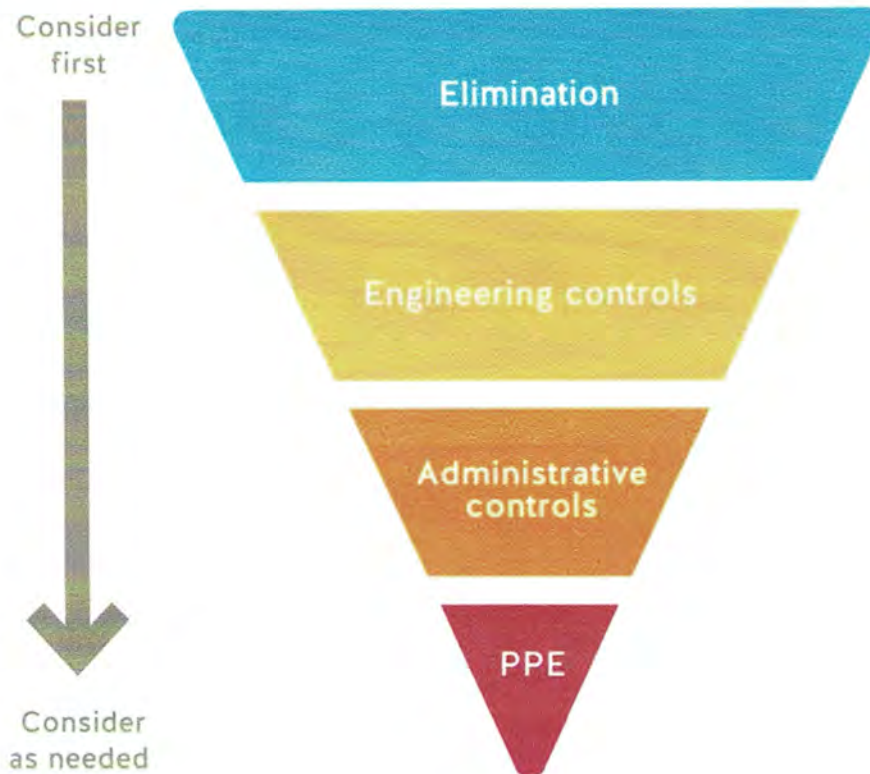 Consider
first
Elimination
Engineering controls
Administrative
controls
PPE
Consider
as needed